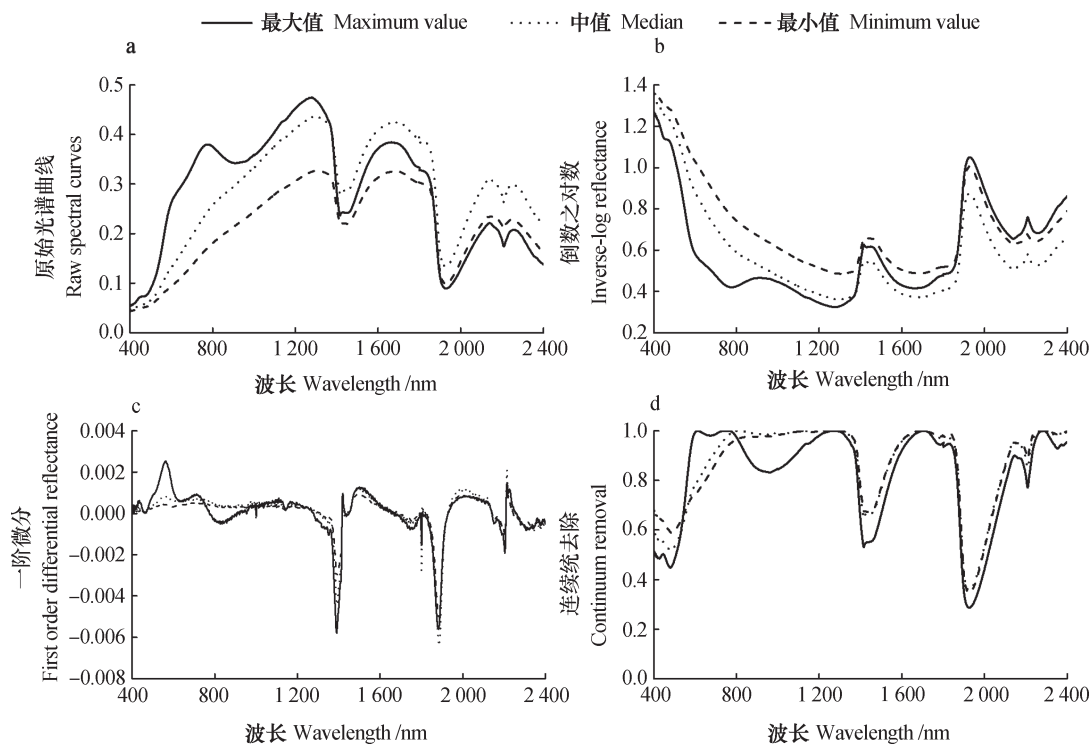 最大值 Maximum value 中值 Median 最小值 Minimum value
a
原始光谱曲线
Raw spectral curves
0.5
0.4
0.3
0.2
0.1
0.0
400 800 1 200 1 600 2 000 2 400
波长 Wavelength /nm
b
倒数之对数
Inverse-log reflectance
1.4
1.2
1.0
0.8
0.6
0.4
0.2
400 800 1 200 1 600 2 000 2 400
波长 Wavelength /nm
c
一阶微分
First order differential reflectance
0.004
0.002
0.000
−0.002
−0.004
−0.006
−0.008
400 800 1 200 1 600 2 000 2 400
波长 Wavelength /nm
d
连续统去除
Continuum removal
1.0
0.8
0.6
0.4
0.2
0.0
400 800 1 200 1 600 2 000 2 400
波长 Wavelength /nm